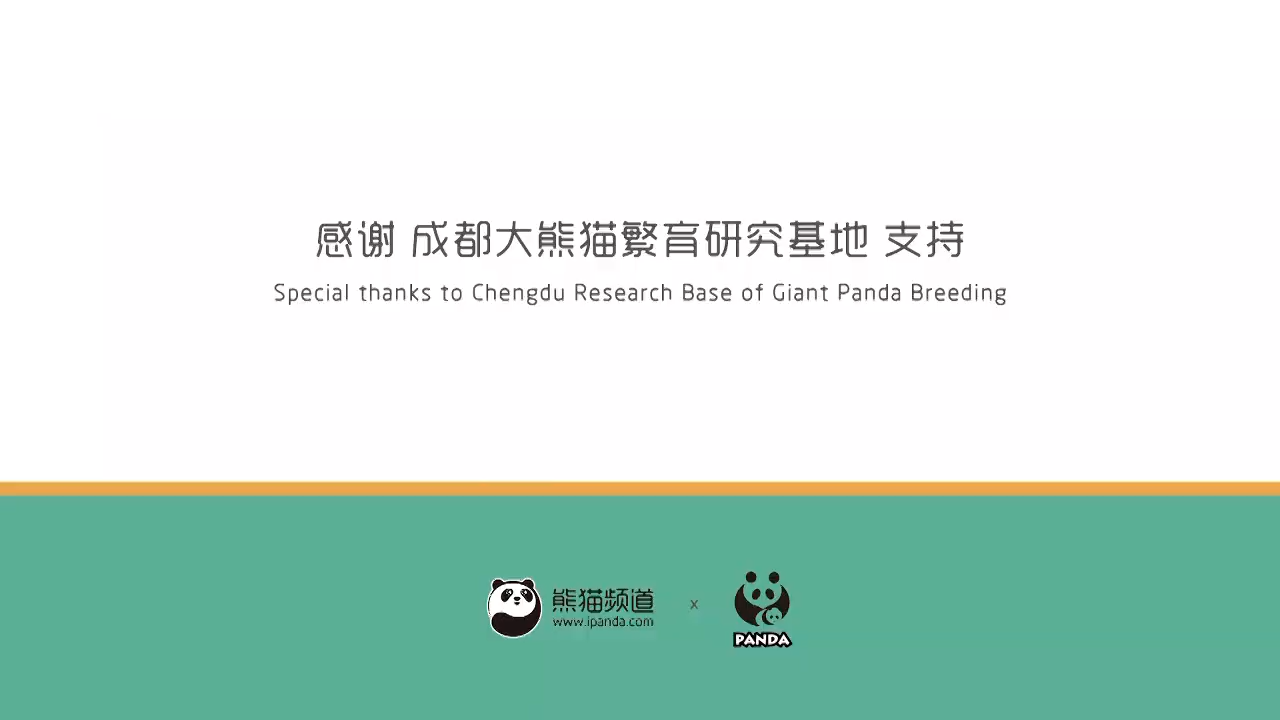 感谢 成都大熊猫繁育研究基地 支持
Special thanks to Chengdu Research Base of Giant Panda Breeding
熊猫频道
www.ipanda.com
x
PANDA